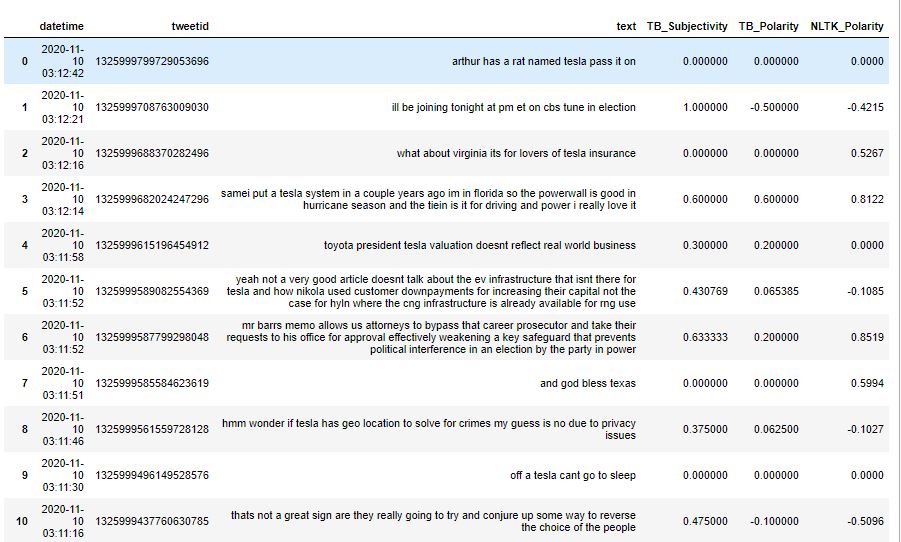 datetime tweetid text TB_Subjectivity TB_Polarity NLTK_Polarity
0 2020-11-10 03:12:42 1325999799729053696 arthur has a rat named tesla pass it on 0.000000 0.000000 0.0000
1 2020-11-10 03:12:21 1325999708763009030 ill be joining tonight at pm et on cbs tune in election 1.000000 -0.500000 -0.4215
2 2020-11-10 03:12:16 1325999688370282496 what about virginia its for lovers of tesla insurance 0.000000 0.000000 0.5267
3 2020-11-10 03:12:14 1325999682024247296 samei put a tesla system in a couple years ago im in florida so the powerwall is good in
hurricane season and the tiein is it for driving and power i really love it 0.600000 0.600000 0.8122
4 2020-11-10 03:11:58 1325999615196454912 toyota president tesla valuation doesnt reflect real world business 0.300000 0.200000 0.0000
5 2020-11-10 03:11:52 1325999589082554369 yeah not a very good article doesnt talk about the ev infrastructure that isnt there for
tesla and how nikola used customer downpayments for increasing their capital not the
case for hyln where the cng infrastructure is already available for rng use 0.430769 0.065385 -0.1085
6 2020-11-10 03:11:52 1325999587799298048 mr barrs memo allows us attorneys to bypass that career prosecutor and take their
requests to his office for approval effectively weakening a key safeguard that prevents
political interference in an election by the party in power 0.633333 0.200000 0.8519
7 2020-11-10 03:11:51 1325999585584623619 and god bless texas 0.000000 0.000000 0.5994
8 2020-11-10 03:11:46 1325999561559728128 hmm wonder if tesla has geo location to solve for crimes my guess is no due to privacy
issues 0.375000 0.062500 -0.1027
9 2020-11-10 03:11:30 1325999496149528576 off a tesla cant go to sleep 0.000000 0.000000 0.0000
10 2020-11-10 03:11:16 1325999437760630785 thats not a great sign are they really going to try and conjure up some way to reverse
the choice of the people 0.475000 -0.100000 -0.5096